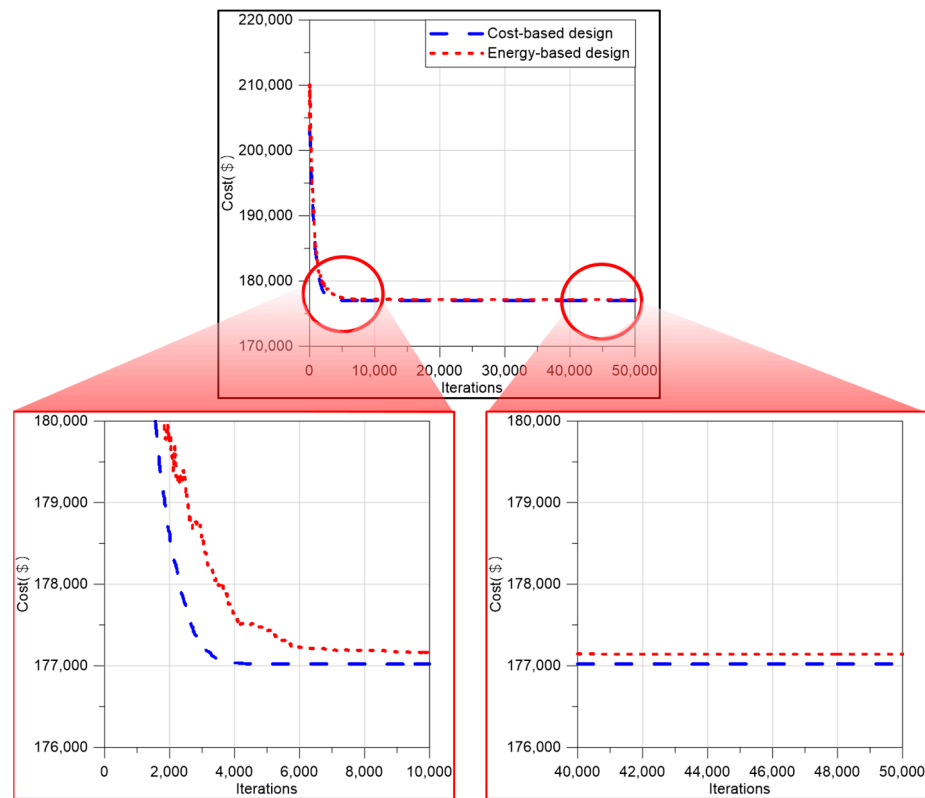 220,000
Cost-based design
Energy-based design
210,000
200,000
Cost($)
190,000
180,000
170,000
0 10,000 20,000 30,000 40,000 50,000
Iterations
180,000
179,000
178,000
Cost($)
177,000
176,000
0 2,000 4,000 6,000 8,000 10,000
Iterations
180,000
179,000
178,000
Cost($)
177,000
176,000
40,000 42,000 44,000 46,000 48,000 50,000
Iterations